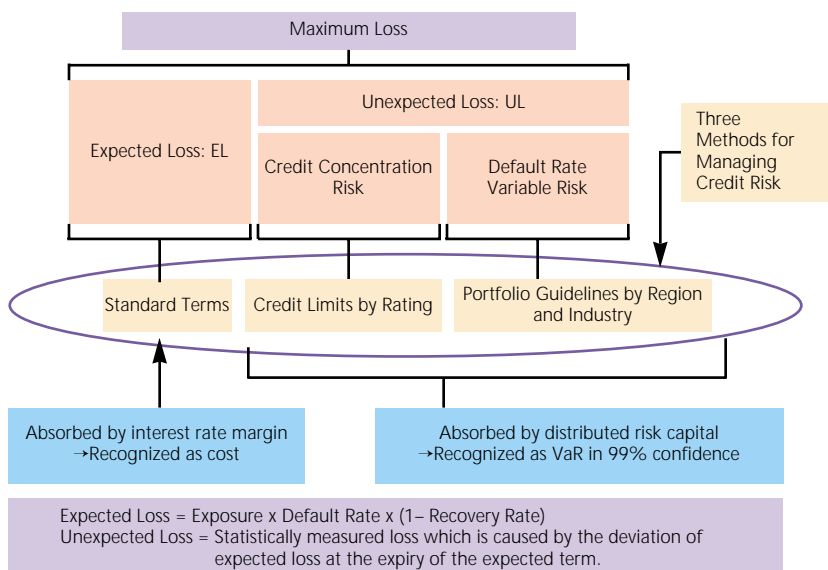 Maximum Loss
Expected Loss: EL
Unexpected Loss: UL
Credit Concentration
Risk
Default Rate
Variable Risk
Three
Methods for
Managing
Credit Risk
Standard Terms
Credit Limits by Rating
Portfolio Guidelines by Region
and Industry
Absorbed by interest rate margin
→Recognized as cost
Absorbed by distributed risk capital
→Recognized as VaR in 99% confidence
Expected Loss = Exposure x Default Rate x (1– Recovery Rate)
Unexpected Loss = Statistically measured loss which is caused by the deviation of
expected loss at the expiry of the expected term.